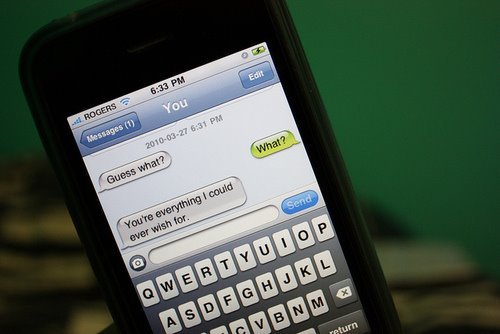 ROGERS 6:33 PM
Messages (1) You Edit
2010-03-27 6:31 PM
Guess what?
What?
You're everything I could
ever wish for.
Send
Q W E R T Y U I O P
A S D F G H J K L
C V B N M
return